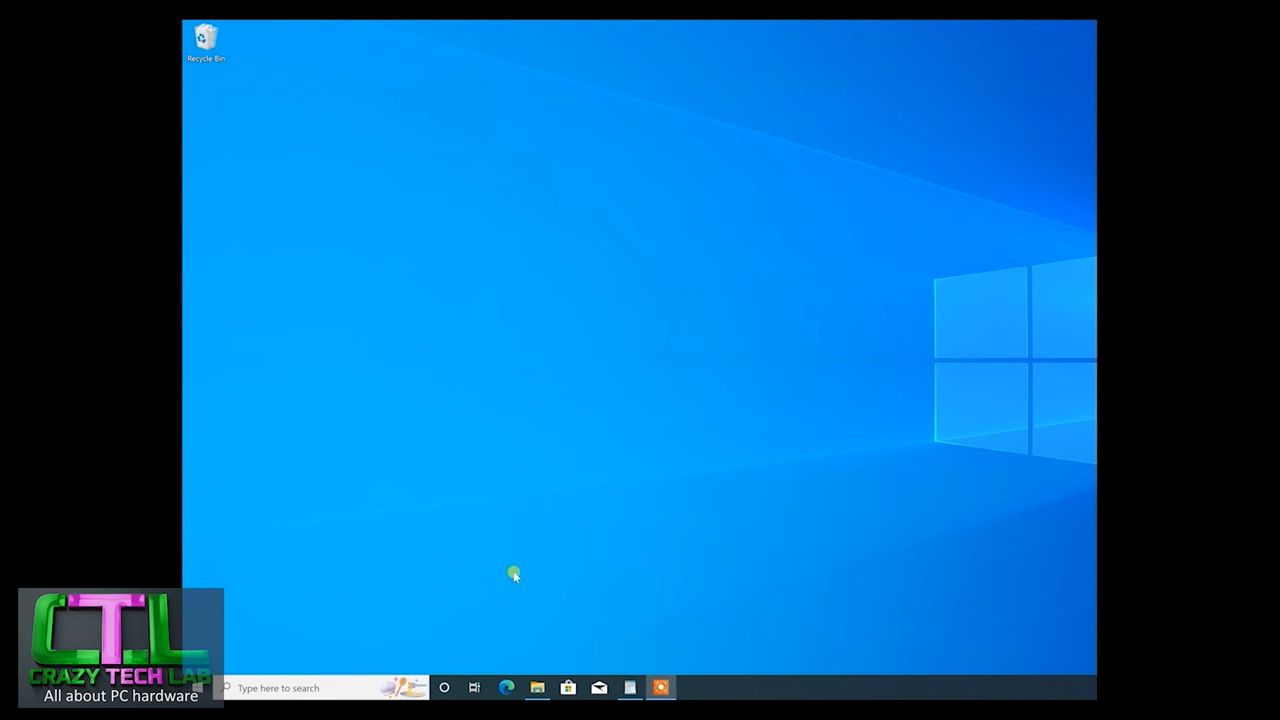 Recycle Bin
CTL
CRAZY TECH LAB
All about PC hardware
Type here to search